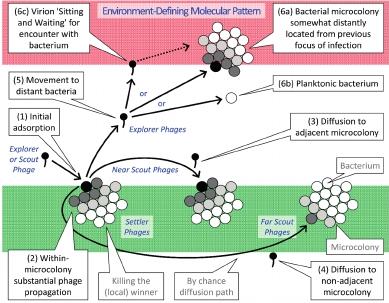 (6c) Virion 'Sitting
and Waiting' for
encounter with
bacterium
Environment-Defining Molecular Pattern
(6a) Bacterial microcolony
somewhat distantly
located from previous
focus of infection
(5) Movement to
distant bacteria
or
or
(6b) Planktonic bacterium
(1) Initial
adsorption
Explorer Phages
(3) Diffusion to
adjacent microcolony
Explorer
or Scout
Phage
Near Scout Phages
Bacterium
Settler
Phages
Far Scout
Phages
Microcolony
(2) Within-
microcolony
substantial phage
propagation
Killing the
(local) winner
By chance
diffusion path
(4) Diffusion to
non-adjacent
microcolony